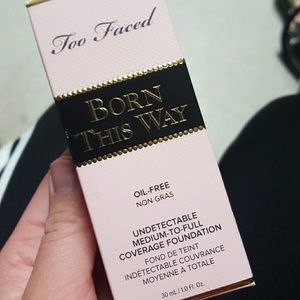 Too Faced
BORN
THIS WAY
OIL-FREE
NON GRAS
UNDETECTABLE
MEDIUM-TO-FULL
COVERAGE FOUNDATION
FOND DE TEINT
INDÉTECTABLE COUVRANCE
MOYENNE À TOTALE
30 mL / 1.0 Fl. Oz.